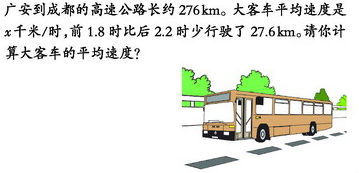 广安到成都的高速公路长约 276km。大客车平均速度是
x千米/时,前 1.8 时比后 2.2 时少行驶了 27.6km。请你计
算大客车的平均速度?